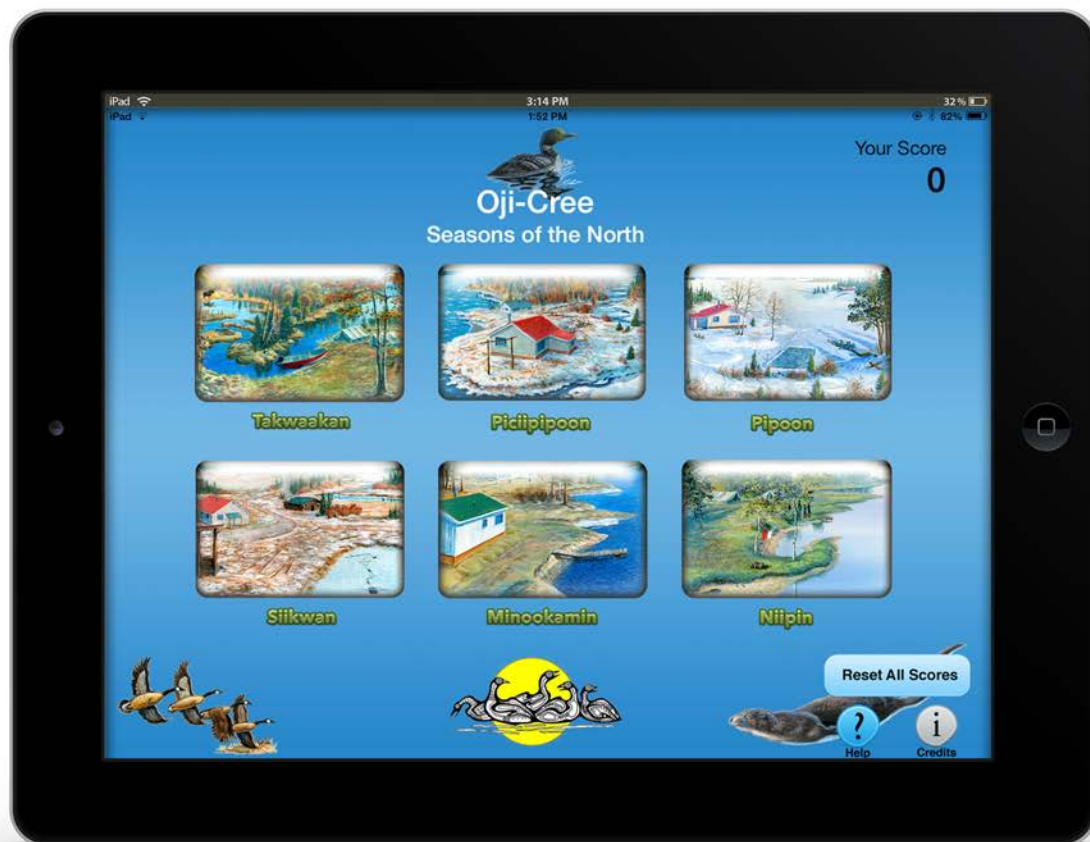 iPad 3:14 PM 32%
iPad 1:52 PM 82%
Your Score
0
Oji-Cree
Seasons of the North
Takwaakan Piciipipoon Pipoon
Siikwan Minookamin Niipin
Reset All Scores
? i
Help Credits